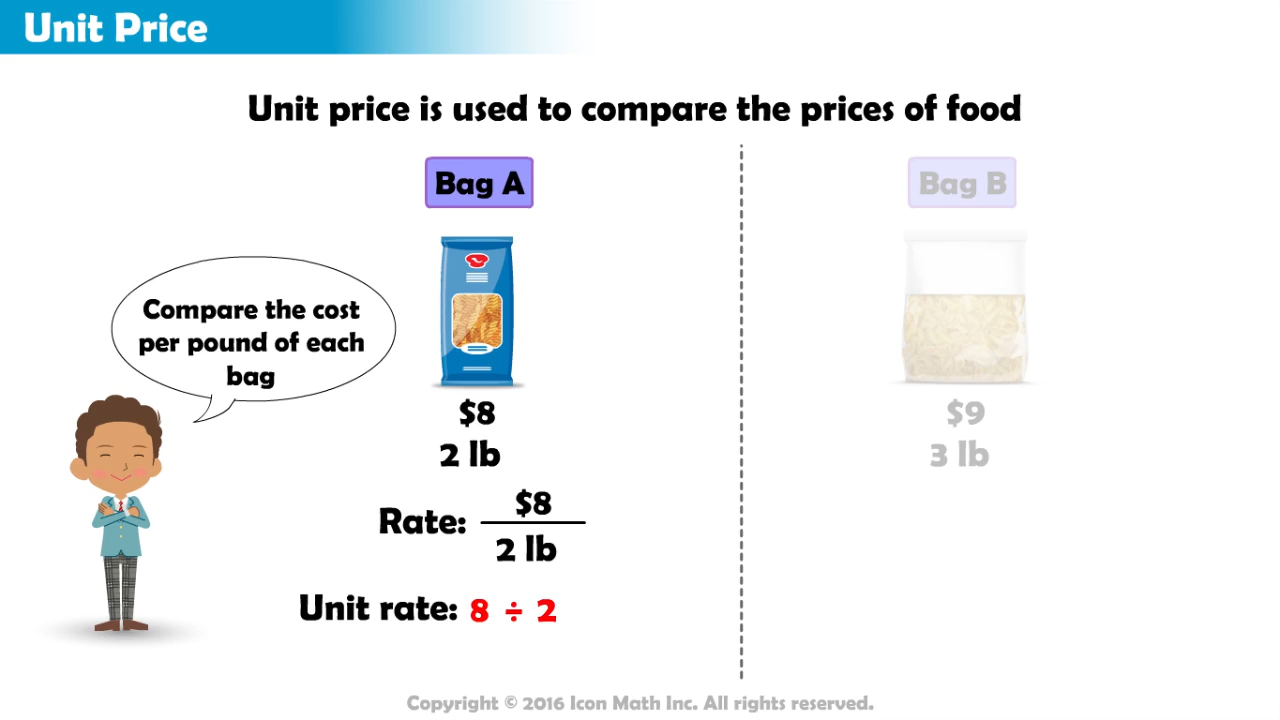 Unit Price
Unit price is used to compare the prices of food
Bag A
Bag B
Compare the cost
per pound of each
bag
$8
2 lb
$9
3 lb
Rate: $8
2 lb
Unit rate: 8 ÷ 2
Copyright © 2016 Icon Math Inc. All rights reserved.